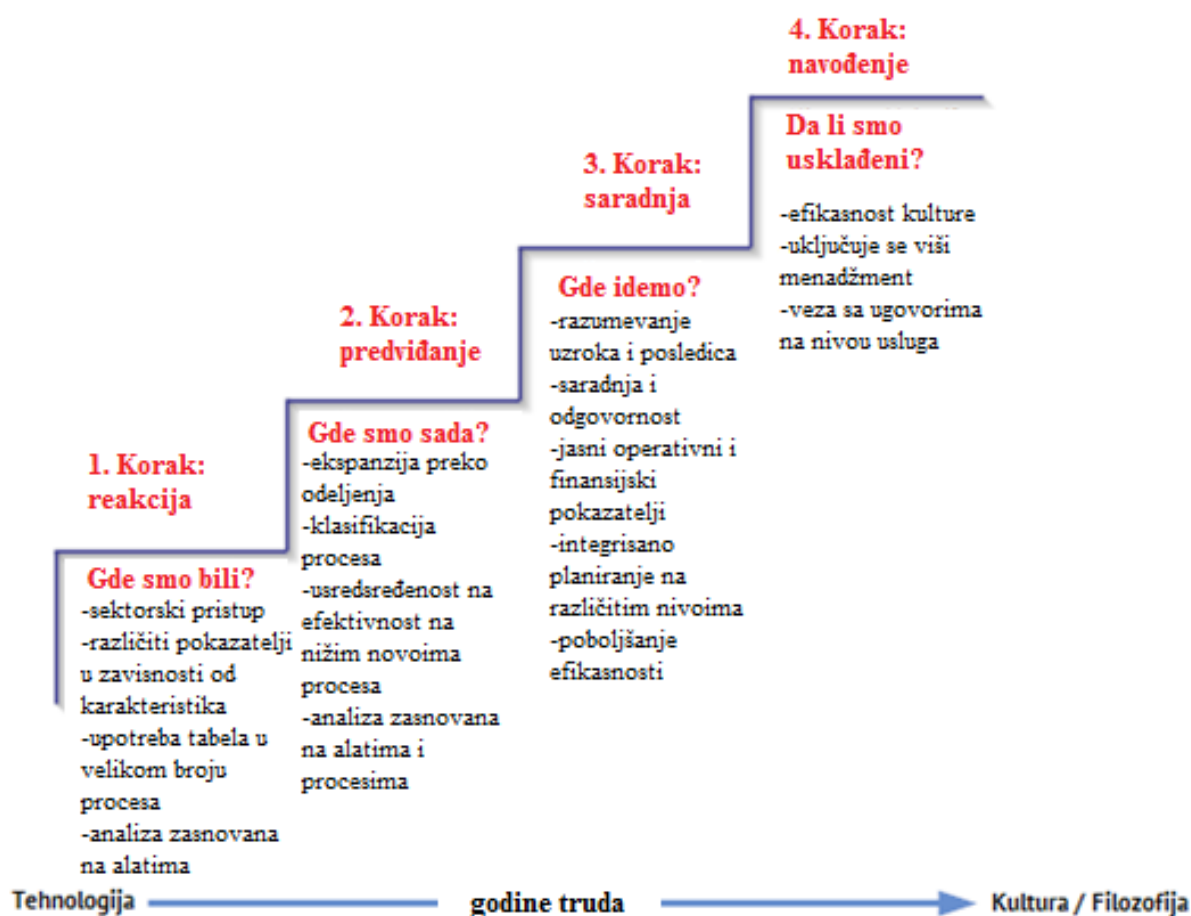 1. Korak:
reakcija
Gde smo bili?
-sektorski pristup
-različiti pokazatelji
u zavisnosti od
karakteristika
-upotreba tabela u
velikom broju
procesa
-analiza zasnovana
na alatima
2. Korak:
predviđanje
Gde smo sada?
-ekspanzija preko
odeljenja
-klasifikacija
procesa
-usredsređenost na
efektivnost na
nižim novoima
procesa
-analiza zasnovana
na alatima i
procesima
3. Korak:
saradnja
Gde idemo?
-razumevanje
uzroka i posledica
-saradnja i
odgovornost
-jasni operativni i
finansijski
pokazatelji
-integrisano
planiranje na
različitim nivoima
-poboljšanje
efikasnosti
4. Korak:
navođenje
Da li smo
usklađeni?
-efikasnost kulture
-uključuje se viši
menadžment
-veza sa ugovorima
na nivou usluga
Tehnologija
godine truda
Kultura / Filozofija